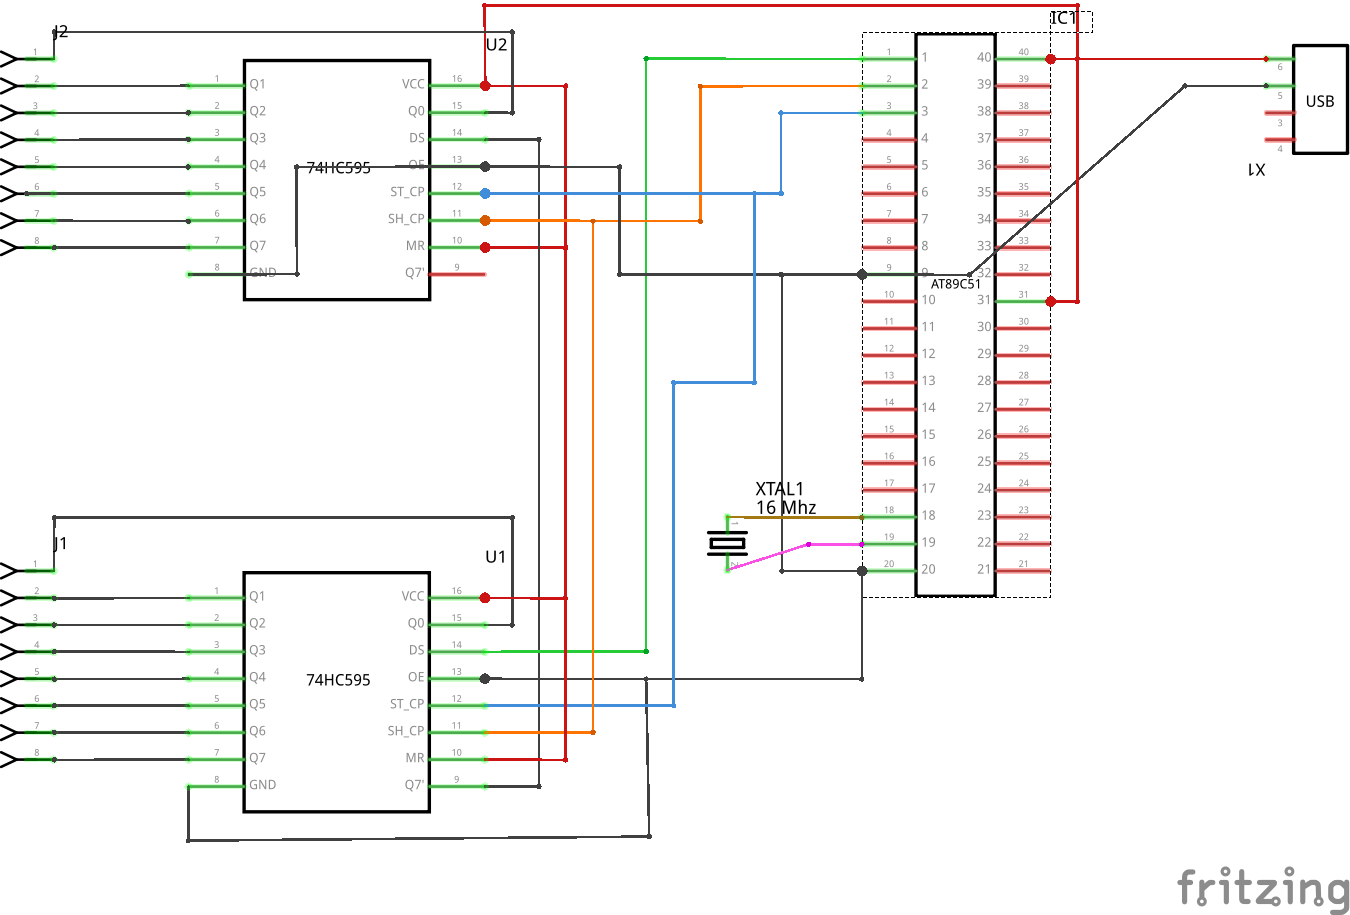 J2
U2
IC1
1
2
3
4
5
6
7
8
1 Q1 VCC 16
2 Q2 Q0 15
3 Q3 DS 14
4 Q4 74HC595 OE 13
5 Q5 ST_CP 12
6 Q6 SH_CP 11
7 Q7 MR 10
8 GND Q7' 9
1 1 40 40
2 2 39 39
3 3 38 38
4 4 37 37
5 5 36 36
6 6 35 35
7 7 34 34
8 8 33 33
9 9 32 32
AT89C51
10 10 31 31
11 11 30 30
12 12 29 29
13 13 28 28
14 14 27 27
15 15 26 26
16 16 25 25
17 17 24 24
18 18 23 23
19 19 22 22
20 20 21 21
6
5
USB
3
4
X1
XTAL1
16 Mhz
1
2
J1
U1
1
2
3
4
5
6
7
8
1 Q1 VCC 16
2 Q2 Q0 15
3 Q3 DS 14
4 Q4 74HC595 OE 13
5 Q5 ST_CP 12
6 Q6 SH_CP 11
7 Q7 MR 10
8 GND Q7' 9
fritzing